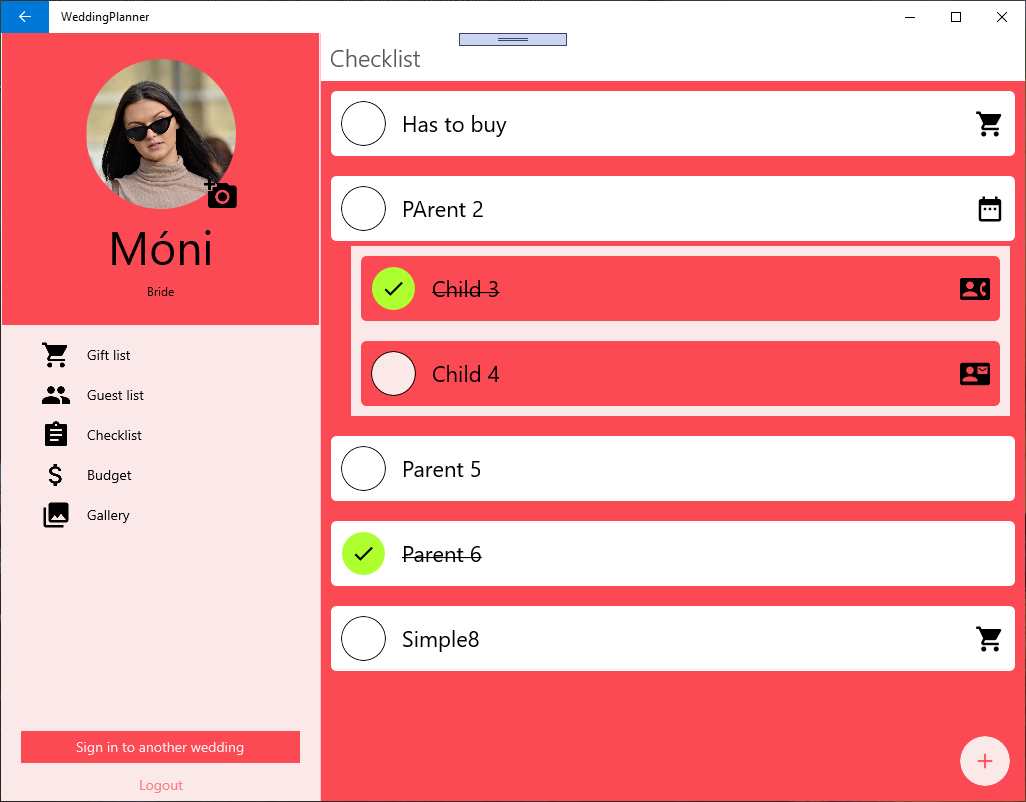 WeddingPlanner
Móni
Bride
Gift list
Guest list
Checklist
Budget
Gallery
Sign in to another wedding
Logout
Checklist
Has to buy
PArent 2
Child 3
Child 4
Parent 5
Parent 6
Simple8